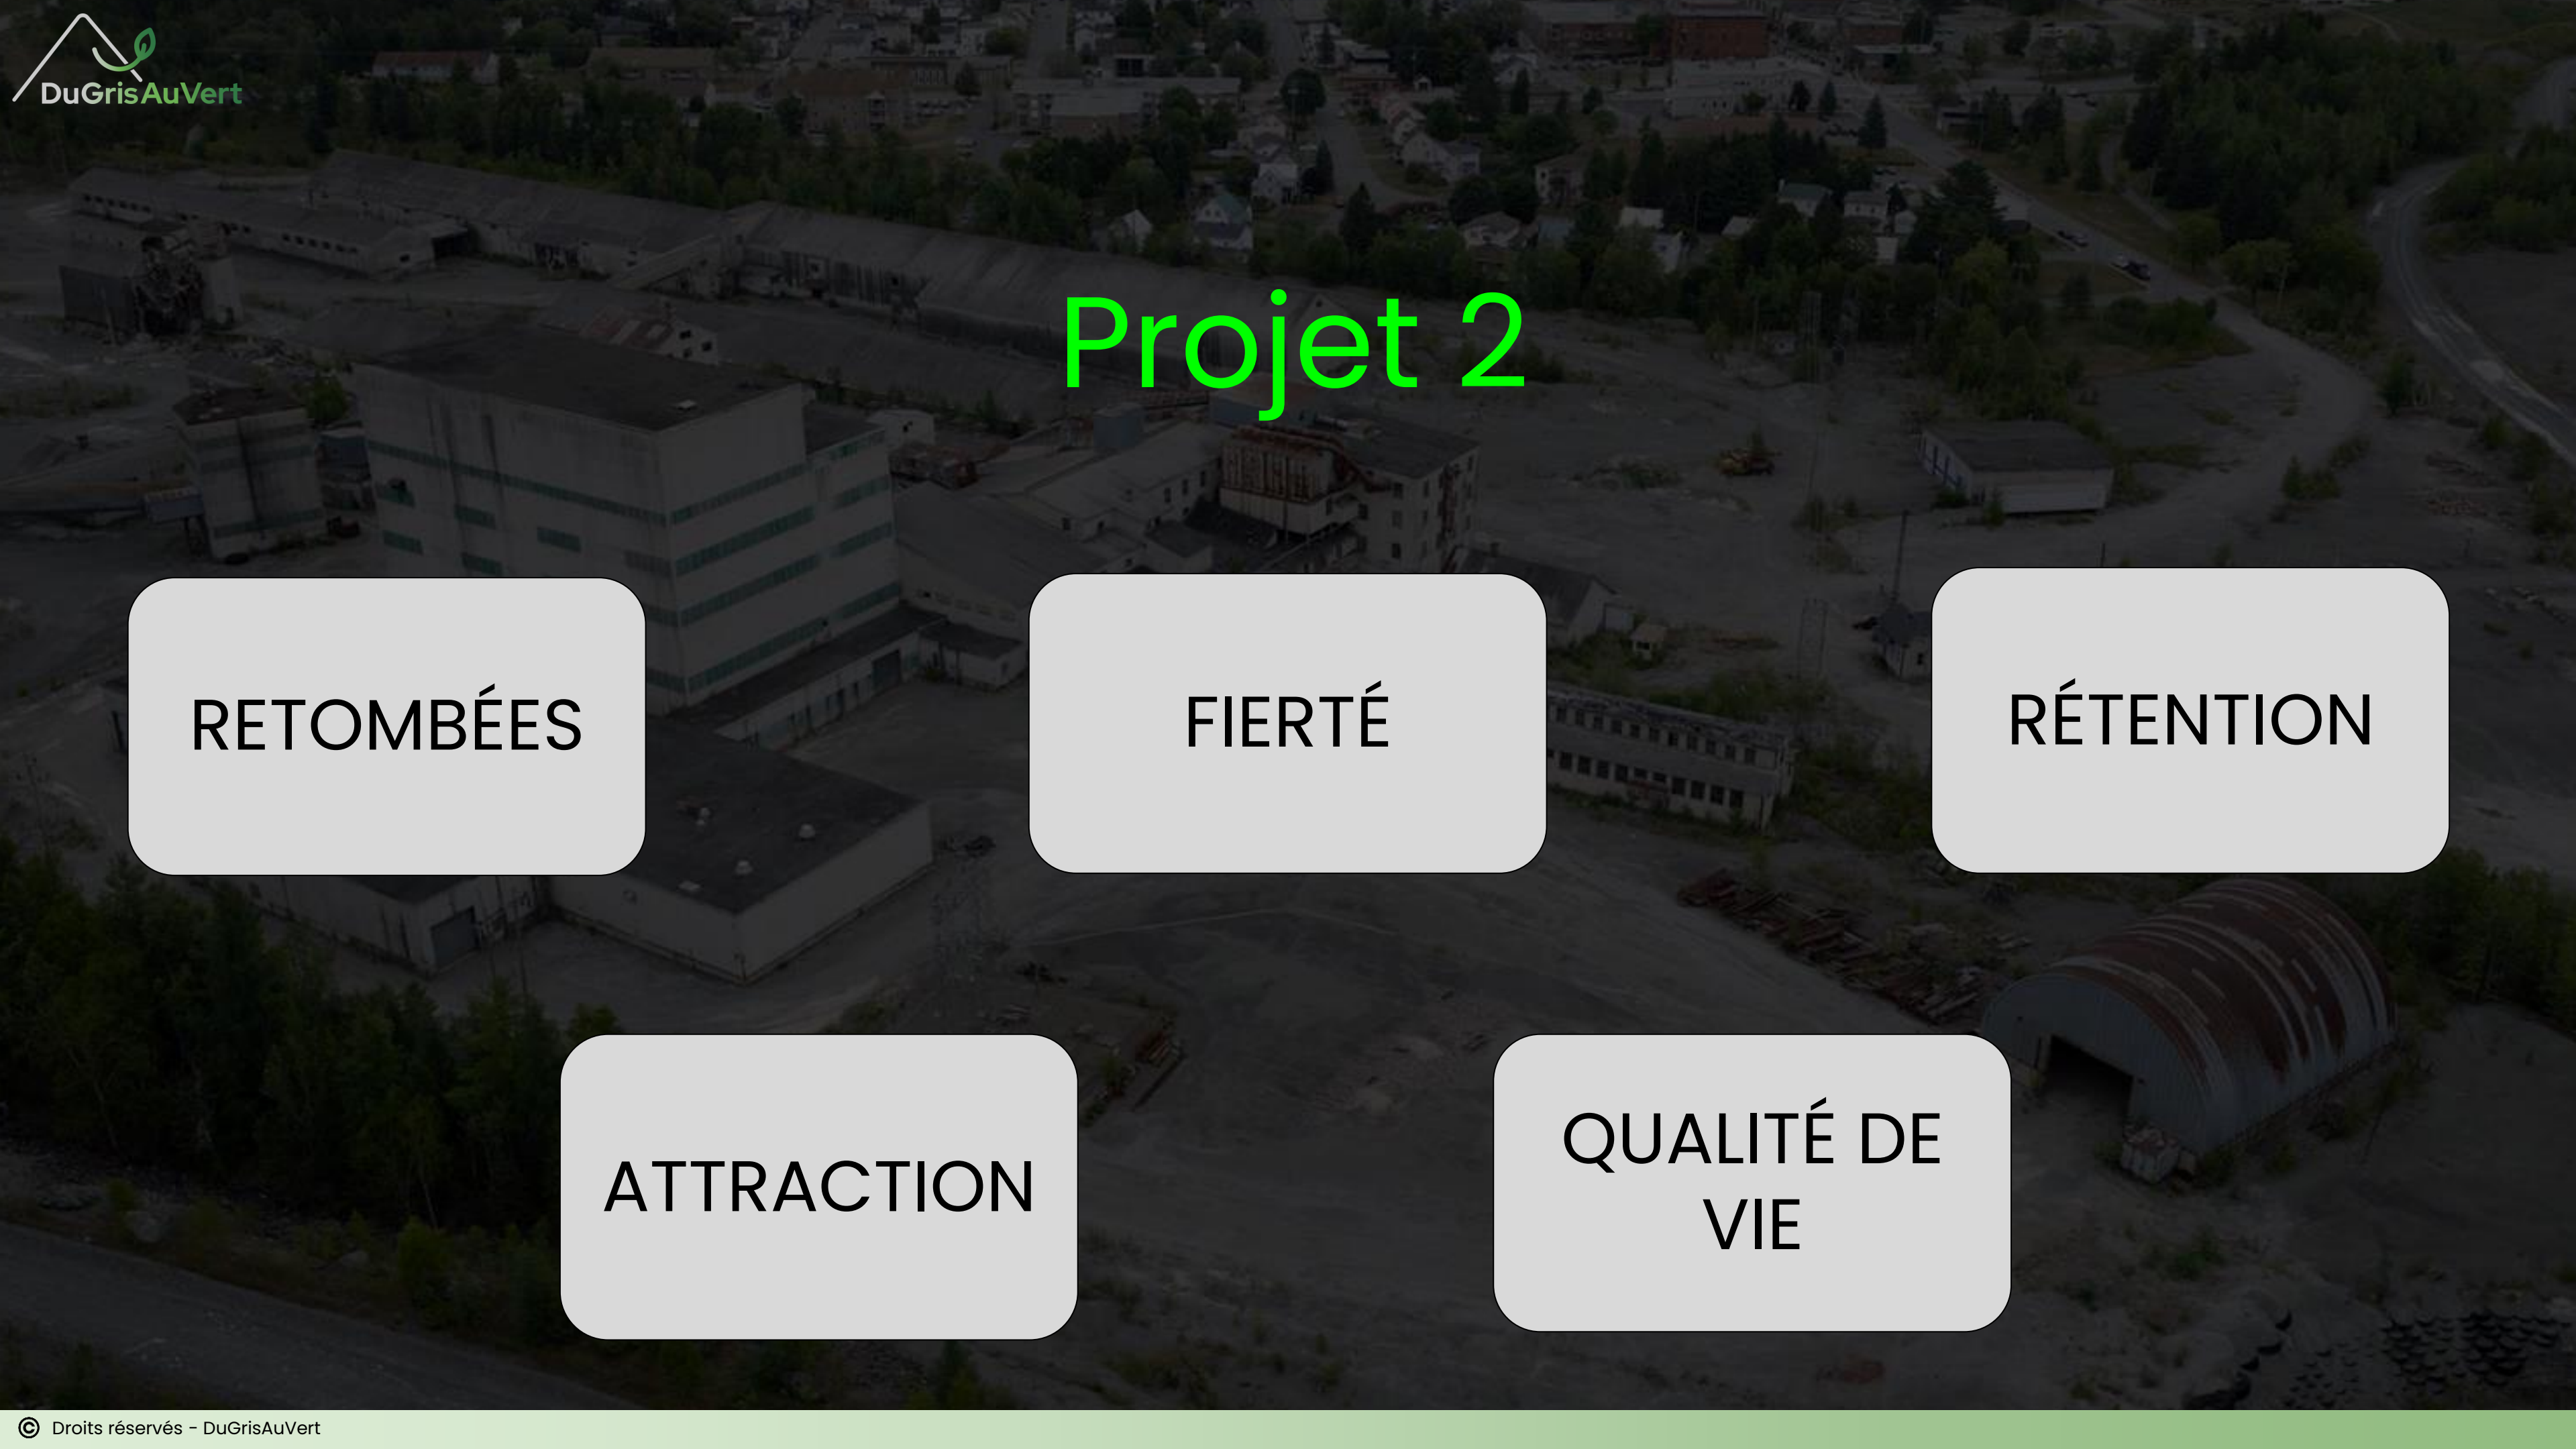 DuGrisAuVert
Projet 2
RETOMBÉES
FIERTÉ
RÉTENTION
ATTRACTION
QUALITÉ DE
VIE
© Droits réservés - DuGrisAuVert